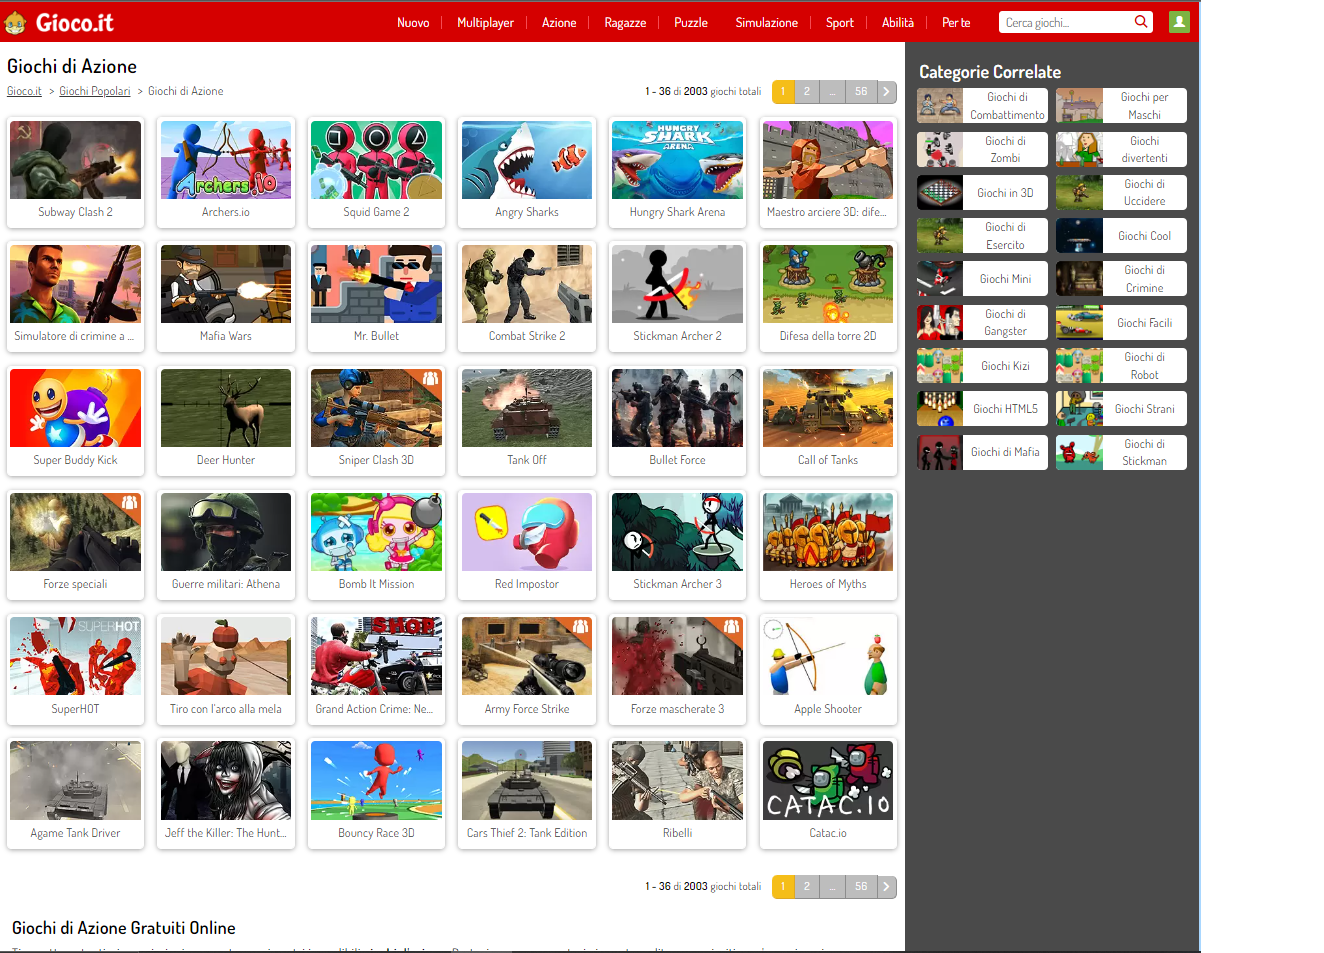 Gioco.it
Nuovo
Multiplayer
Azione
Ragazze
Puzzle
Simulazione
Sport
Abilità
Per te
Cerca giochi...
Giochi di Azione
Gioco.it > Giochi Popolari > Giochi di Azione
1 - 36 di 2003 giochi totali
1 2 ... 56
Archers.io
HUNGRY
SHARK
ARENA
Subway Clash 2
Archers.io
Squid Game 2
Angry Sharks
Hungry Shark Arena
Maestro arciere 3D: dife...
Simulatore di crimine a ...
Mafia Wars
Mr. Bullet
Combat Strike 2
Stickman Archer 2
Difesa della torre 2D
Super Buddy Kick
Deer Hunter
Sniper Clash 3D
Tank Off
Bullet Force
Call of Tanks
Forze speciali
Guerre militari: Athena
Bomb It Mission
Red Impostor
Stickman Archer 3
Heroes of Myths
SUPERHOT
SHOP
SuperHOT
Tiro con l'arco alla mela
Grand Action Crime: Ne...
Army Force Strike
Forze mascherate 3
Apple Shooter
CATAC.IO
Agame Tank Driver
Jeff the Killer: The Hunt...
Bouncy Race 3D
Cars Thief 2: Tank Edition
Ribelli
Catac.io
1 - 36 di 2003 giochi totali
1 2 ... 56
Giochi di Azione Gratuiti Online
Categorie Correlate
Giochi di
Combattimento
Giochi per
Maschi
Giochi di
Zombi
Giochi
divertenti
Giochi in 3D
Giochi di
Uccidere
Giochi di
Esercito
Giochi Cool
Giochi Mini
Giochi di
Crimine
Giochi di
Gangster
Giochi Facili
Giochi Kizi
Giochi di
Robot
Giochi HTML5
Giochi Strani
Giochi di Mafia
Giochi di
Stickman